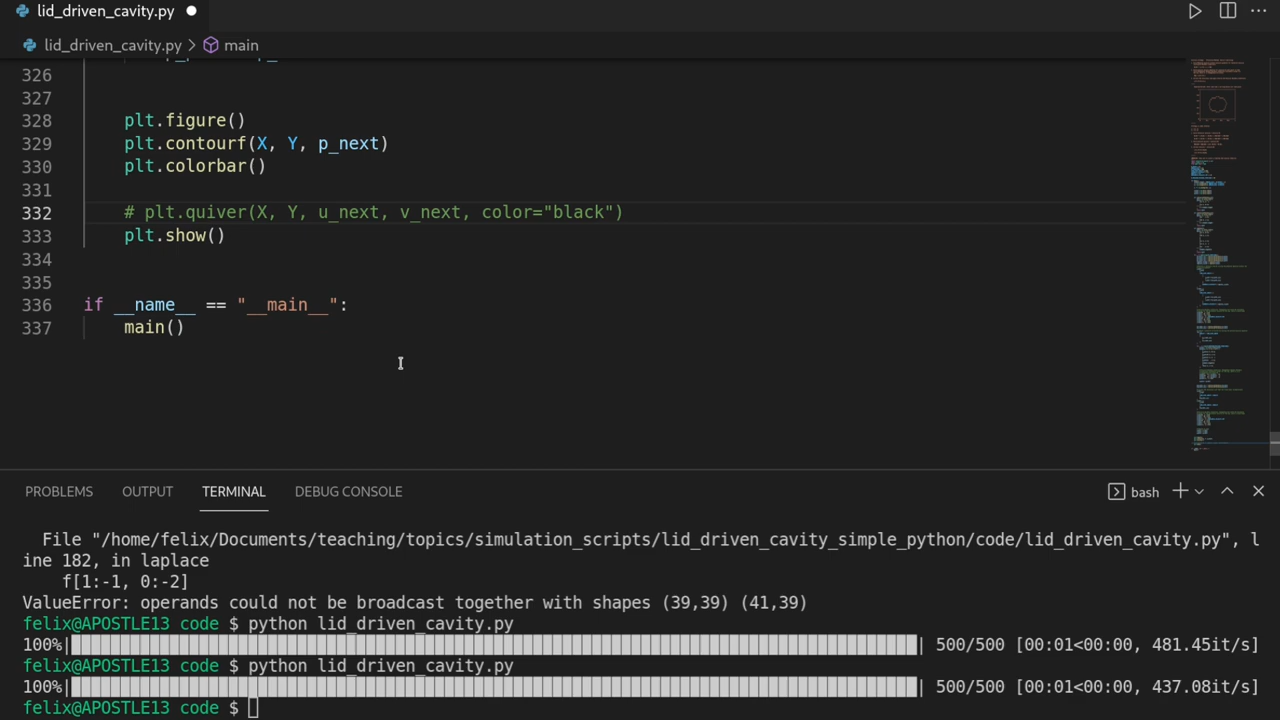 lid_driven_cavity.py
lid_driven_cavity.py > main
326
327
328 plt.figure()
329 plt.contourf(X, Y, p_next)
330 plt.colorbar()
331
332 # plt.quiver(X, Y, u_next, v_next, color="black")
333 plt.show()
334
335
336 if __name__ == "__main__":
337 main()
PROBLEMS OUTPUT TERMINAL DEBUG CONSOLE bash
File "/home/felix/Documents/teaching/topics/simulation_scripts/lid_driven_cavity_simple_python/code/lid_driven_cavity.py", l
ine 182, in laplace
f[1:-1, 0:-2]
ValueError: operands could not be broadcast together with shapes (39,39) (41,39)
felix@APOSTLE13 code $ python lid_driven_cavity.py
100%| | 500/500 [00:01<00:00, 481.45it/s]
felix@APOSTLE13 code $ python lid_driven_cavity.py
100%| | 500/500 [00:01<00:00, 437.08it/s]
felix@APOSTLE13 code $